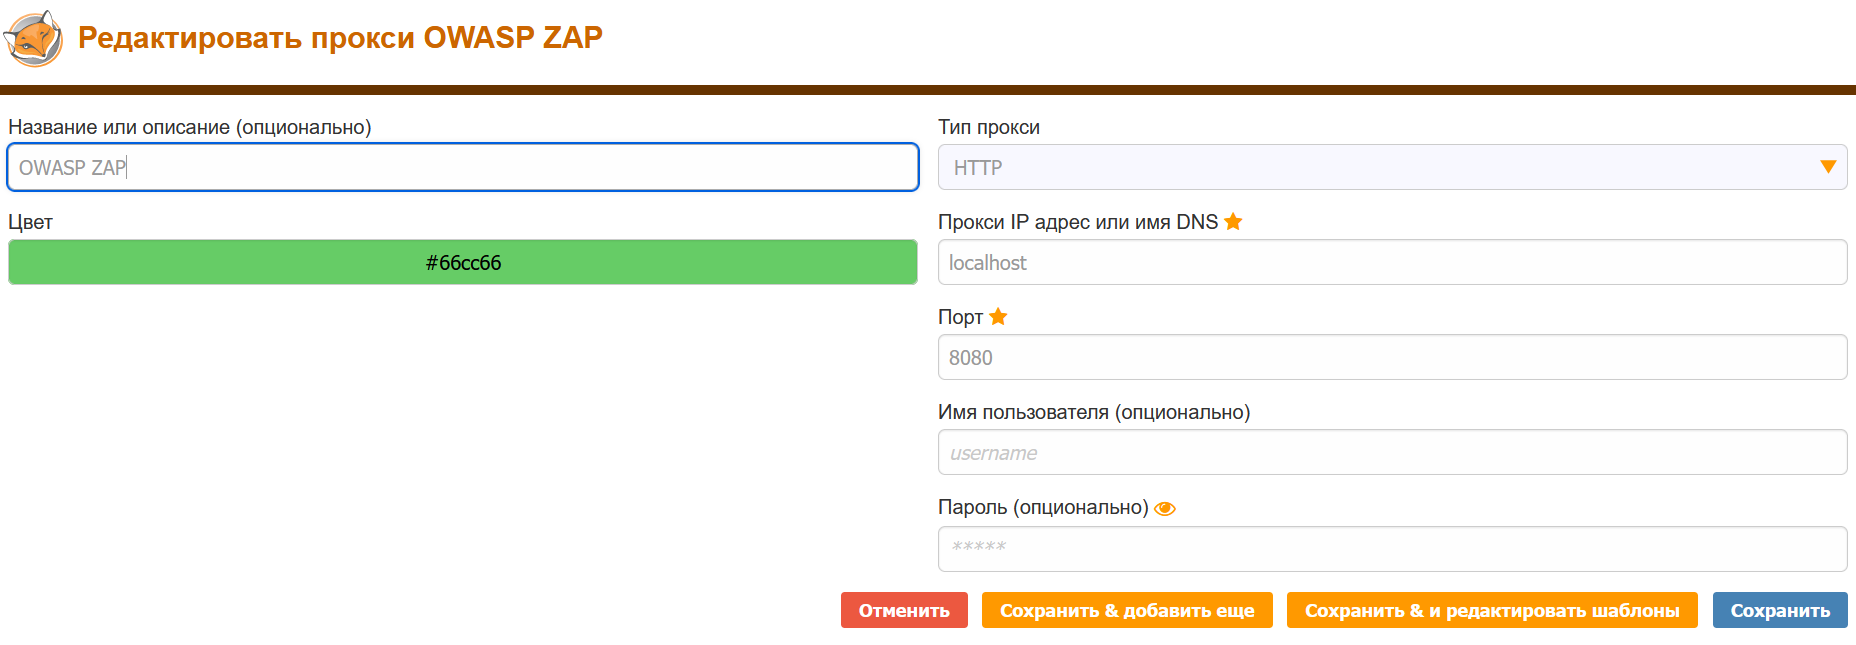 Редактировать прокси OWASP ZAP
Название или описание (опционально)
OWASP ZAP
Цвет
#66cc66
Тип прокси
HTTP
Прокси IP адрес или имя DNS
localhost
Порт
8080
Имя пользователя (опционально)
username
Пароль (опционально)
*****
Отменить
Сохранить & добавить еще
Сохранить & и редактировать шаблоны
Сохранить